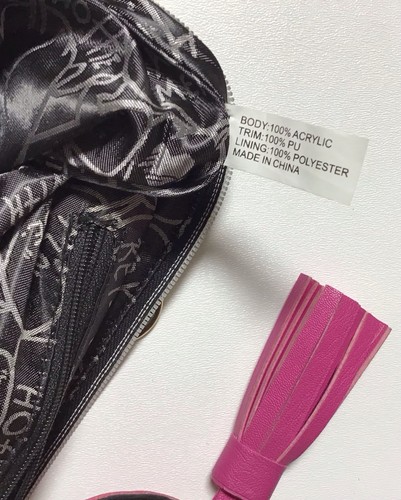 BODY:100% ACRYLIC
TRIM:100% PU
LINING:100% POLYESTER
MADE IN CHINA